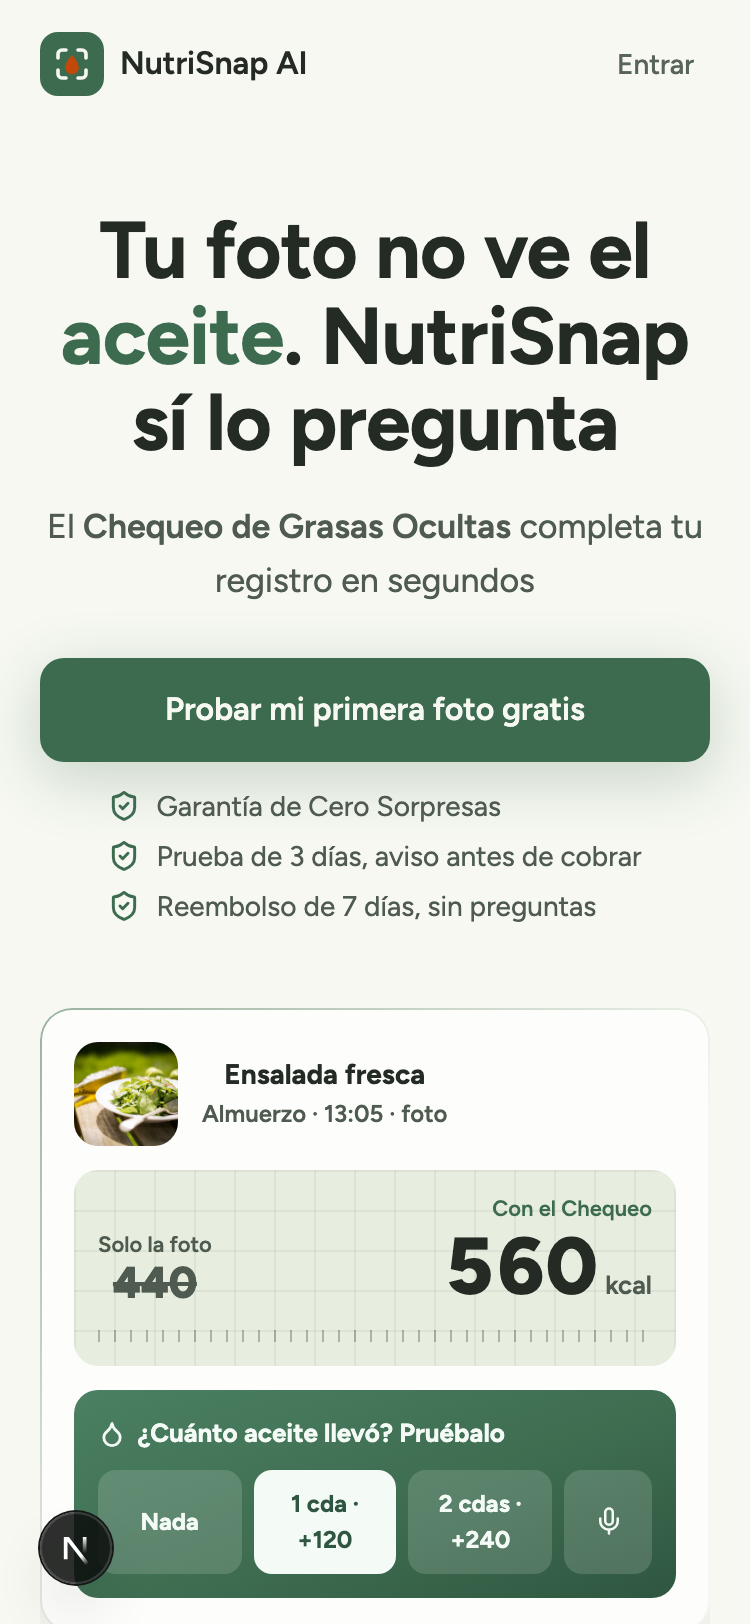 NutriSnap AI
Entrar
Tu foto no ve el
aceite. NutriSnap
sí lo pregunta
El Chequeo de Grasas Ocultas completa tu
registro en segundos
Probar mi primera foto gratis
Garantía de Cero Sorpresas
Prueba de 3 días, aviso antes de cobrar
Reembolso de 7 días, sin preguntas
Ensalada fresca
Almuerzo · 13:05 · foto
Con el Chequeo
Solo la foto
440
560 kcal
¿Cuánto aceite llevó? Pruébalo
Nada
1 cda ·
+120
2 cdas ·
+240
N